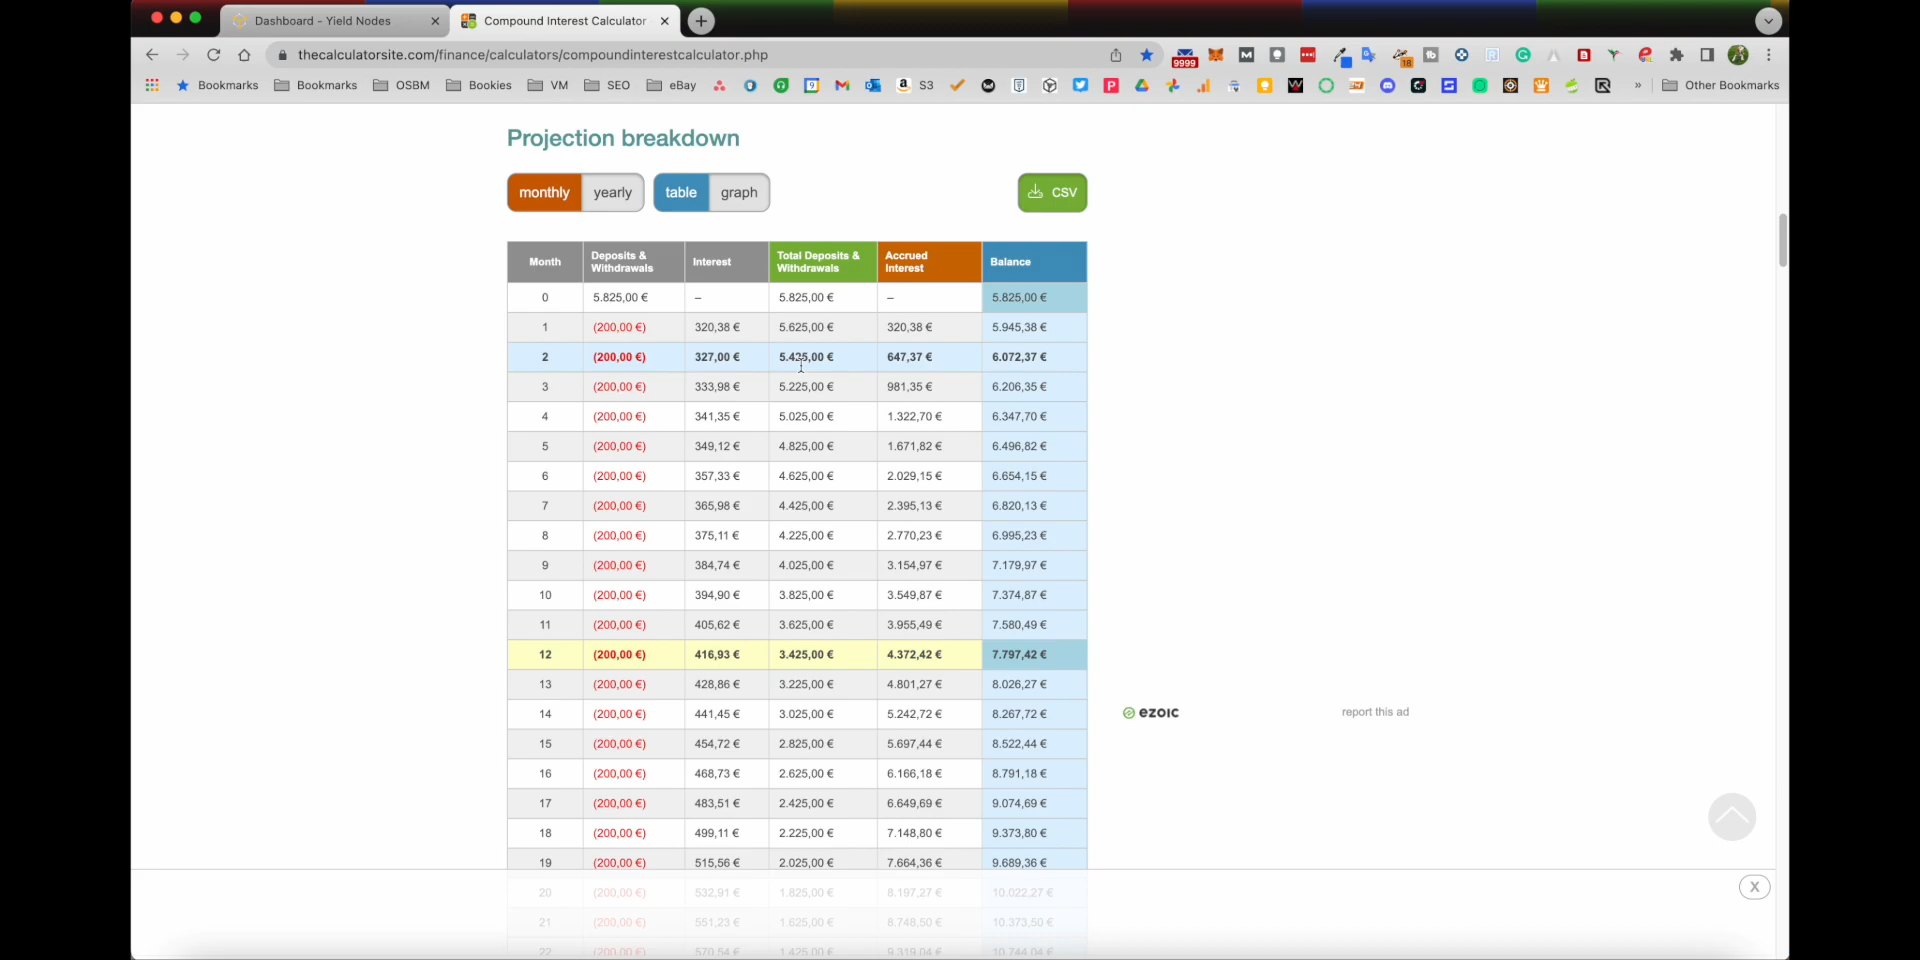 Dashboard - Yield Nodes
Compound Interest Calculator
thecalculatorsite.com/finance/calculators/compoundinterestcalculator.php
9999
18
Bookmarks Bookmarks OSBM Bookies VM SEO eBay S3 » Other Bookmarks
Projection breakdown
monthly yearly table graph CSV
Month Deposits & Withdrawals Interest Total Deposits & Withdrawals Accrued Interest Balance
0 5.825,00 € – 5.825,00 € – 5.825,00 €
1 (200,00 €) 320,38 € 5.625,00 € 320,38 € 5.945,38 €
2 (200,00 €) 327,00 € 5.425,00 € 647,37 € 6.072,37 €
3 (200,00 €) 333,98 € 5.225,00 € 981,35 € 6.206,35 €
4 (200,00 €) 341,35 € 5.025,00 € 1.322,70 € 6.347,70 €
5 (200,00 €) 349,12 € 4.825,00 € 1.671,82 € 6.496,82 €
6 (200,00 €) 357,33 € 4.625,00 € 2.029,15 € 6.654,15 €
7 (200,00 €) 365,98 € 4.425,00 € 2.395,13 € 6.820,13 €
8 (200,00 €) 375,11 € 4.225,00 € 2.770,23 € 6.995,23 €
9 (200,00 €) 384,74 € 4.025,00 € 3.154,97 € 7.179,97 €
10 (200,00 €) 394,90 € 3.825,00 € 3.549,87 € 7.374,87 €
11 (200,00 €) 405,62 € 3.625,00 € 3.955,49 € 7.580,49 €
12 (200,00 €) 416,93 € 3.425,00 € 4.372,42 € 7.797,42 €
13 (200,00 €) 428,86 € 3.225,00 € 4.801,27 € 8.026,27 €
14 (200,00 €) 441,45 € 3.025,00 € 5.242,72 € 8.267,72 €
ezoic report this ad
15 (200,00 €) 454,72 € 2.825,00 € 5.697,44 € 8.522,44 €
16 (200,00 €) 468,73 € 2.625,00 € 6.166,18 € 8.791,18 €
17 (200,00 €) 483,51 € 2.425,00 € 6.649,69 € 9.074,69 €
18 (200,00 €) 499,11 € 2.225,00 € 7.148,80 € 9.373,80 €
19 (200,00 €) 515,56 € 2.025,00 € 7.664,36 € 9.689,36 €
20 (200,00 €) 532,91 € 1.825,00 € 8.197,27 € 10.022,27 €
21 (200,00 €) 551,23 € 1.625,00 € 8.748,50 € 10.373,50 €
22 (200,00 €) 570,54 € 1.425,00 € 9.319,04 € 10.744,04 €
X